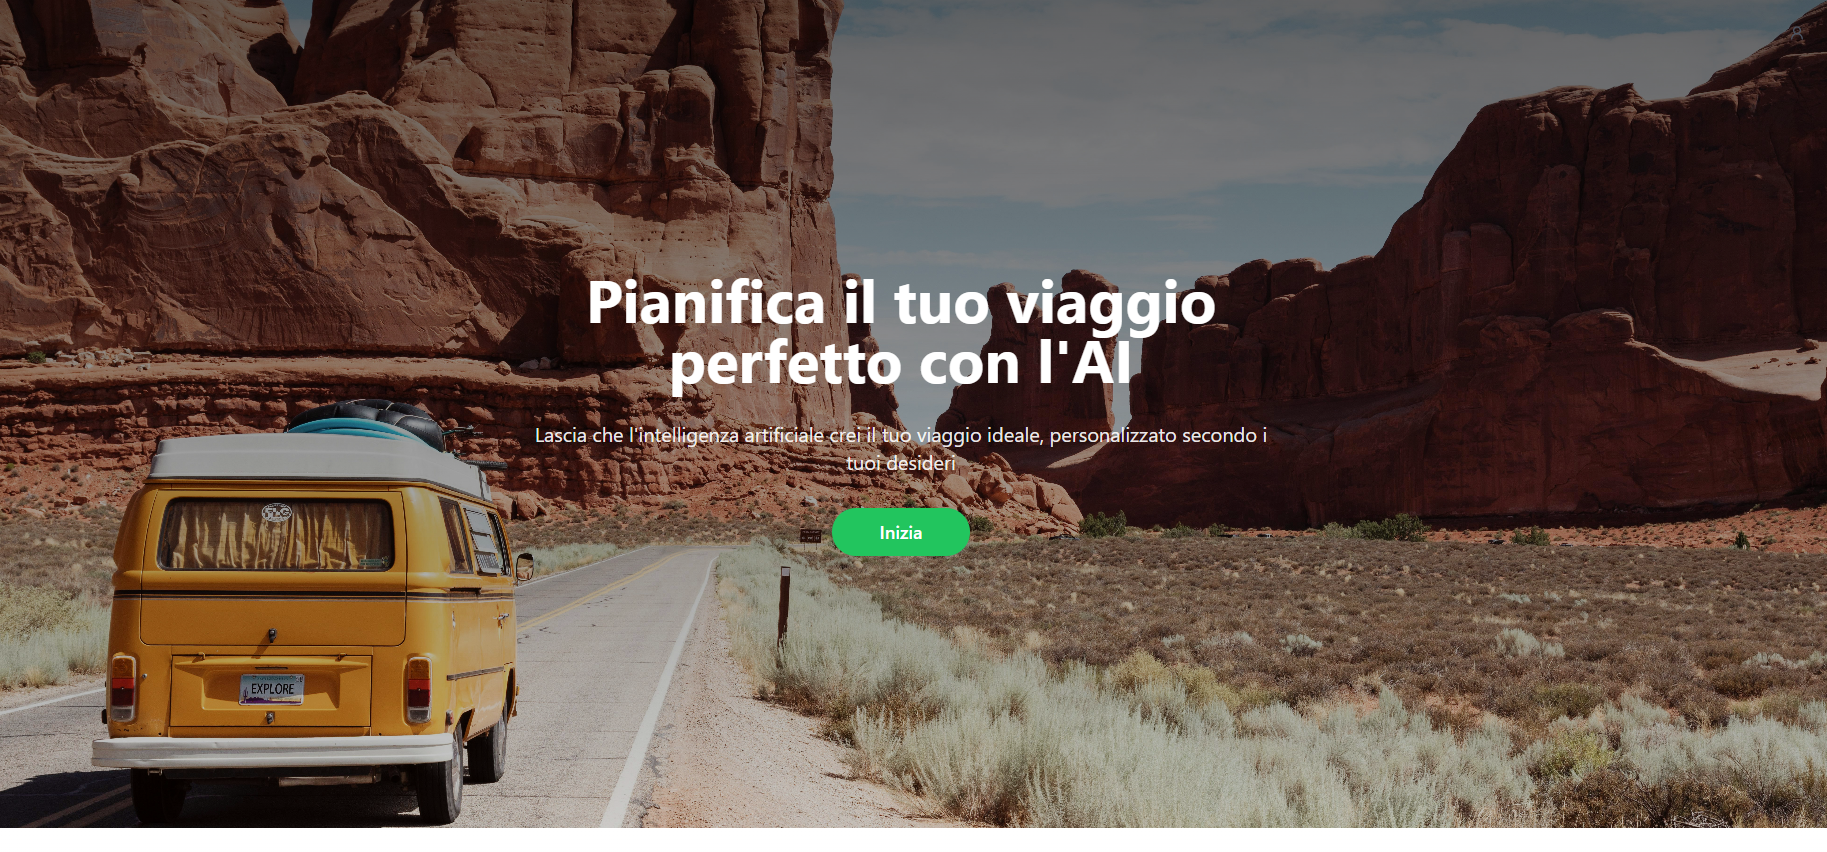 Pianifica il tuo viaggio
perfetto con l'AI
Lascia che l'intelligenza artificiale crei il tuo viaggio ideale, personalizzato secondo i
tuoi desideri
Inizia
EXPLORE